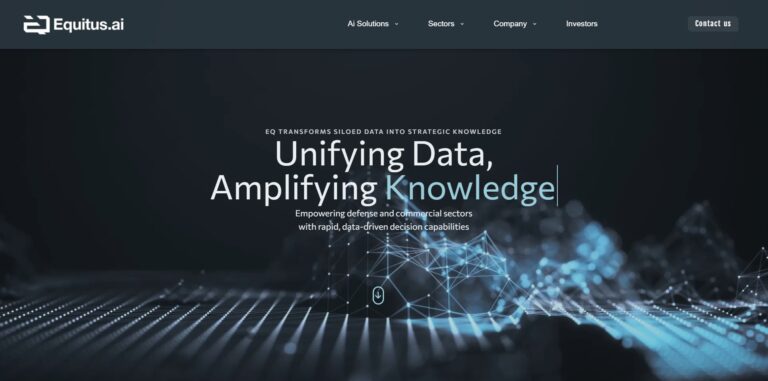 Equitus.ai
Ai Solutions
Sectors
Company
Investors
Contact us
EQ TRANSFORMS SILOED DATA INTO STRATEGIC KNOWLEDGE
Unifying Data,
Amplifying Knowledge
Empowering defense and commercial sectors
with rapid, data-driven decision capabilities